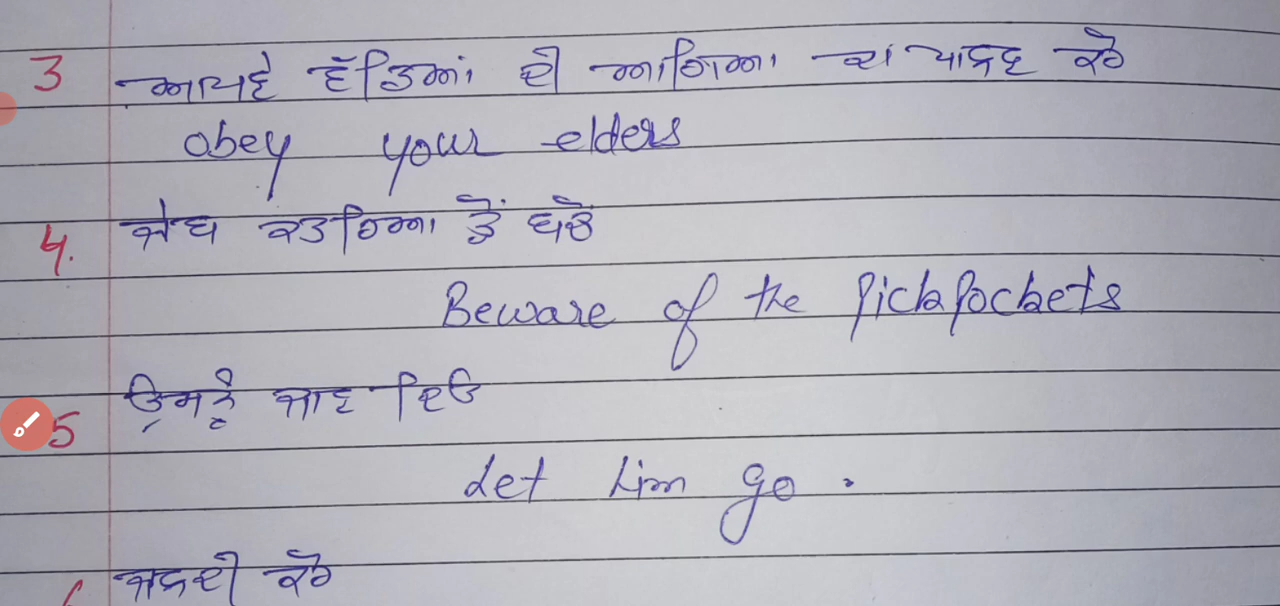 3 ਆਪਣੇ ਵੱਡਿਆਂ ਦੀ ਆਗਿਆ ਦਾ ਪਾਲਣ ਕਰੋ
obey your elders
4. ਜੇਬ ਕਤਰਿਆ ਤੋਂ ਬਚੋ
Beware of the Pickpockets
5 ਉਸਨੂੰ ਜਾਣ ਦਿਓ
Let him go.
ਜਲਦੀ ਕਰੋ